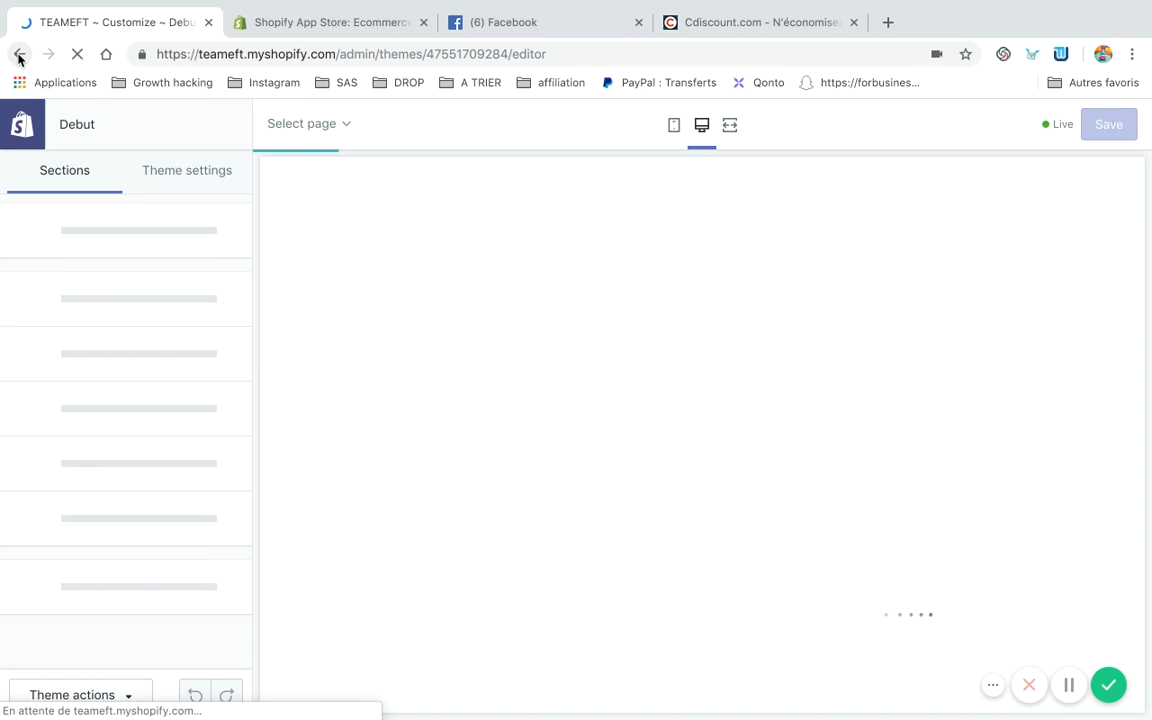 TEAMEFT ~ Customize ~ Debu
Shopify App Store: Ecommerc
(6) Facebook
Cdiscount.com - N'économise
https://teameft.myshopify.com/admin/themes/47551709284/editor
Applications
Growth hacking
Instagram
SAS
DROP
A TRIER
affiliation
PayPal : Transferts
Qonto
https://forbusines...
Autres favoris
Debut
Select page
Live
Save
Sections
Theme settings
Theme actions
En attente de teameft.myshopify.com...